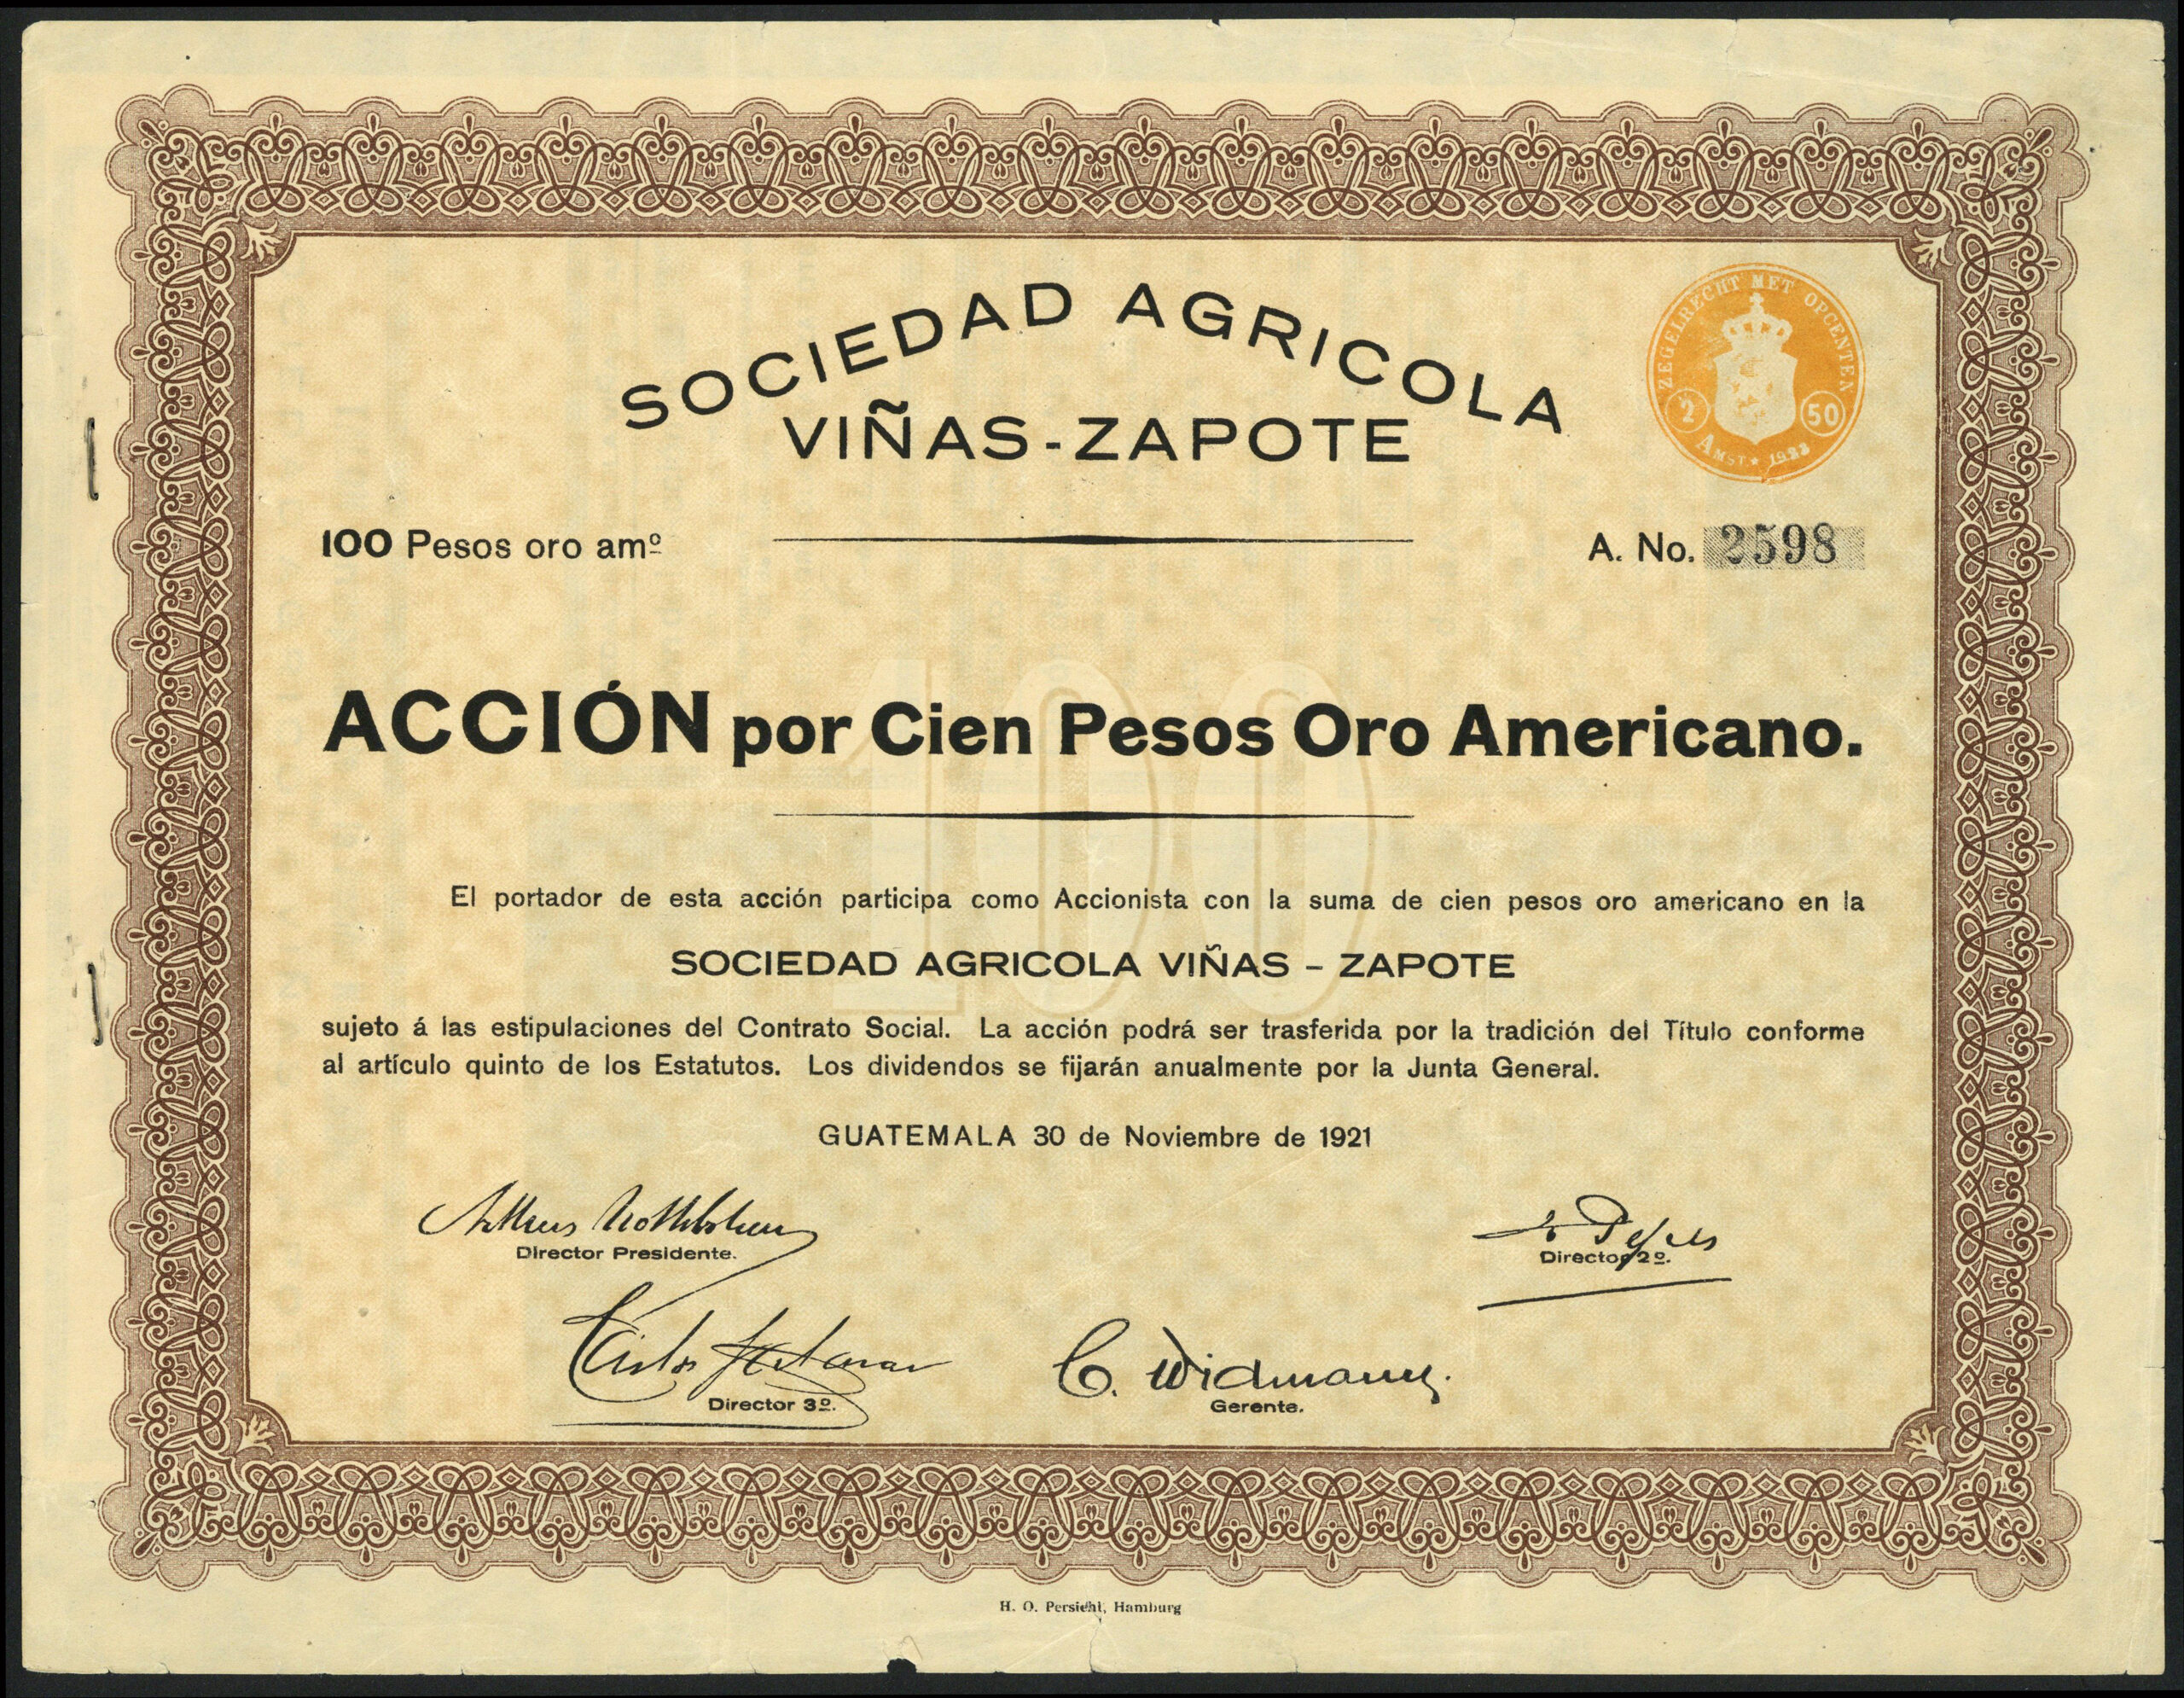 SOCIEDAD AGRICOLA
VIÑAS-ZAPOTE
ZEGELRECHT MET OPCENTEN
2 50
AMST. ★ 1923
100 Pesos oro amº
A. No. 2598
100
ACCIÓN por Cien Pesos Oro Americano.
El portador de esta acción participa como Accionista con la suma de cien pesos oro americano en la
SOCIEDAD AGRICOLA VIÑAS - ZAPOTE
sujeto á las estipulaciones del Contrato Social. La acción podrá ser trasferida por la tradición del Título conforme
al artículo quinto de los Estatutos. Los dividendos se fijarán anualmente por la Junta General.
GUATEMALA 30 de Noviembre de 1921
Director Presidente.
Director 2º.
C. Widmann.
Director 3º.
Gerente.
H. O. Persiehl, Hamburg